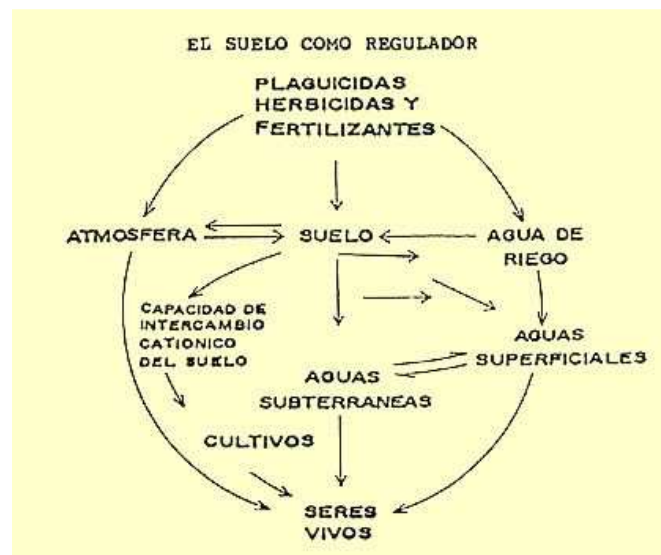 EL SUELO COMO REGULADOR
PLAGUICIDAS
HERBICIDAS Y
FERTILIZANTES
ATMOSFERA
SUELO
AGUA DE
RIEGO
CAPACIDAD DE
INTERCAMBIO
CATIONICO
DEL SUELO
AGUAS
SUPERFICIALES
AGUAS
SUBTERRANEAS
CULTIVOS
SERES
VIVOS